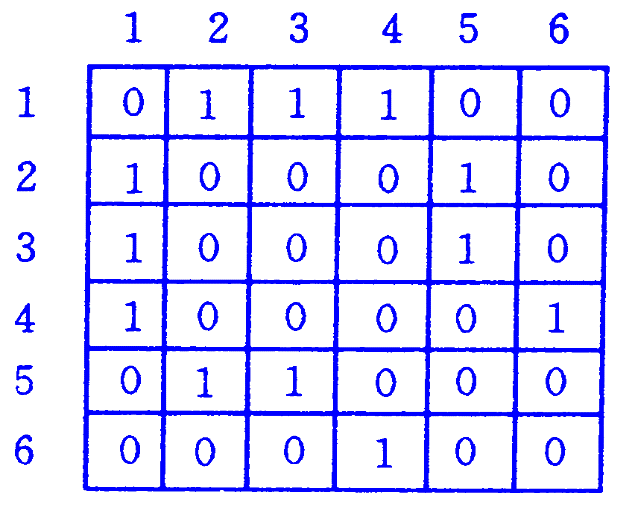 1 2 3 4 5 6
1 0 1 1 1 0 0
2 1 0 0 0 1 0
3 1 0 0 0 1 0
4 1 0 0 0 0 1
5 0 1 1 0 0 0
6 0 0 0 1 0 0